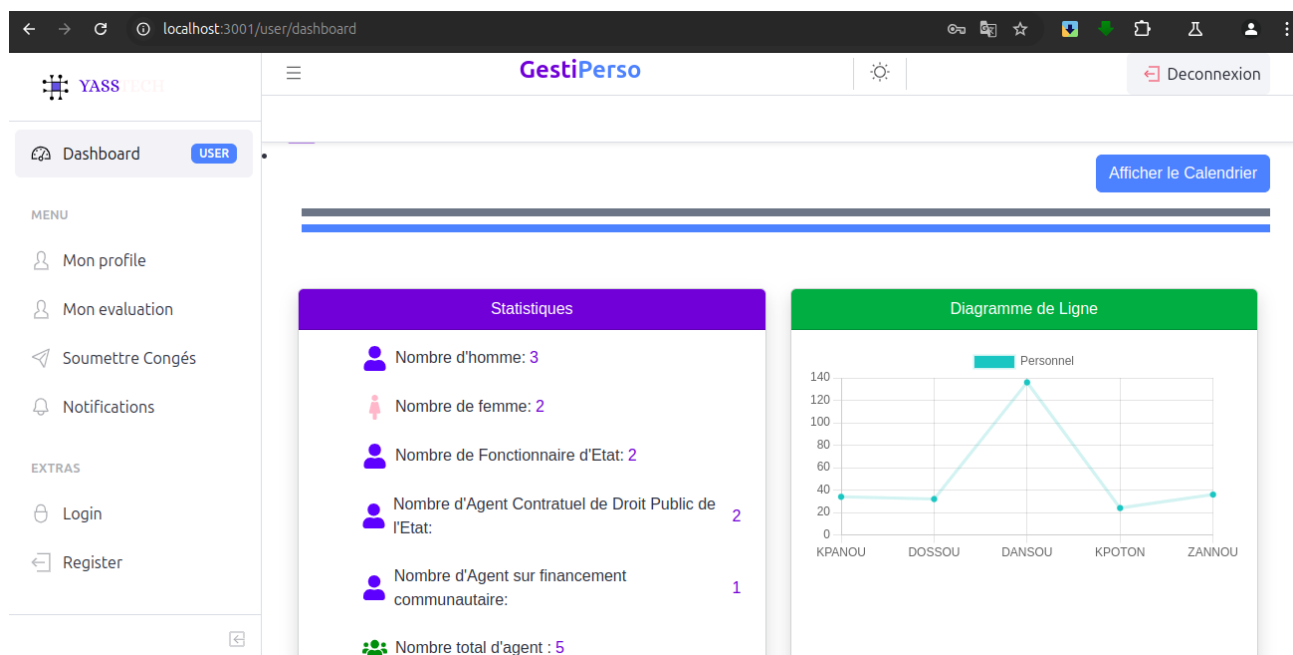 localhost:3001/user/dashboard
YASSTECH
GestiPerso
Deconnexion
Dashboard USER
Afficher le Calendrier
MENU
Mon profile
Mon evaluation
Soumettre Congés
Notifications
EXTRAS
Login
Register
Statistiques
Nombre d'homme: 3
Nombre de femme: 2
Nombre de Fonctionnaire d'Etat: 2
Nombre d'Agent Contractuel de Droit Public de
l'Etat: 2
Nombre d'Agent sur financement
communautaire: 1
Nombre total d'agent : 5
Diagramme de Ligne
Personnel
140
120
100
80
60
40
20
0
KPANOU DOSSOU DANSOU KPOTON ZANNOU